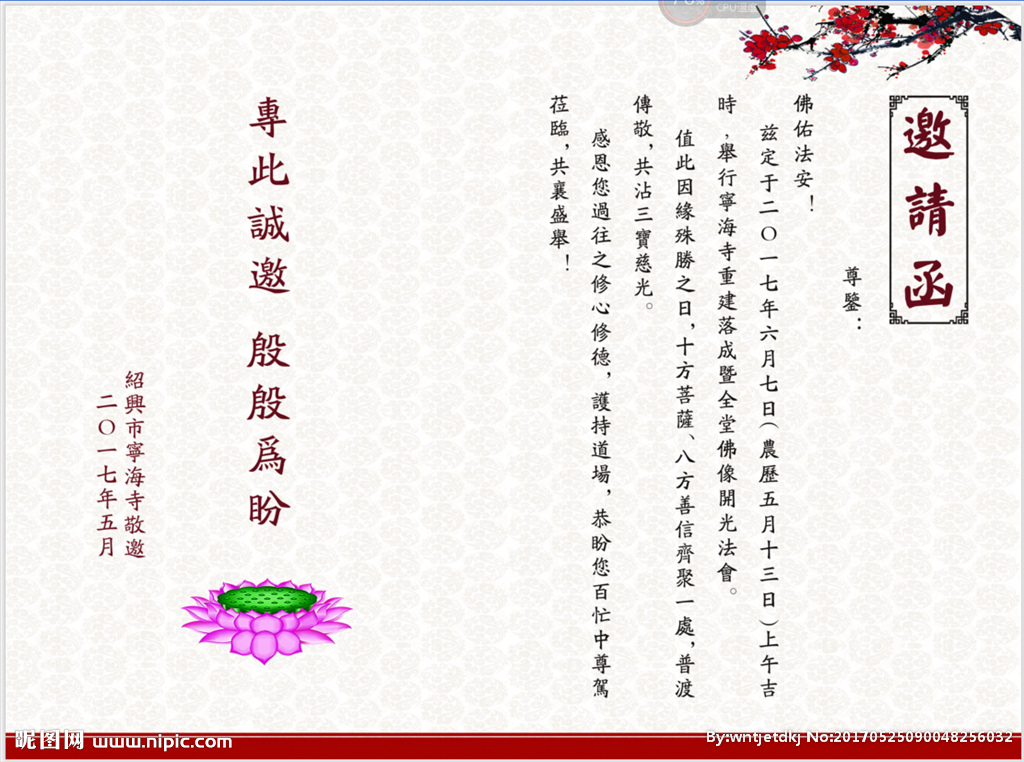 邀請函
尊鑒：
佛佑法安！
兹定于二〇一七年六月七日(農歷五月十三日)上午吉
時，舉行寧海寺重建落成暨全堂佛像開光法會。
值此因緣殊勝之日，十方菩薩、八方善信齊聚一處，普渡
傳敬，共沾三寶慈光。
感恩您過往之修心修德，護持道場，恭盼您百忙中尊駕
莅臨，共襄盛舉！
專此誠邀 殷殷爲盼
紹興市寧海寺敬邀
二〇一七年五月
昵图网 www.nipic.com
By:wntjetdkj No:20170525090048256032